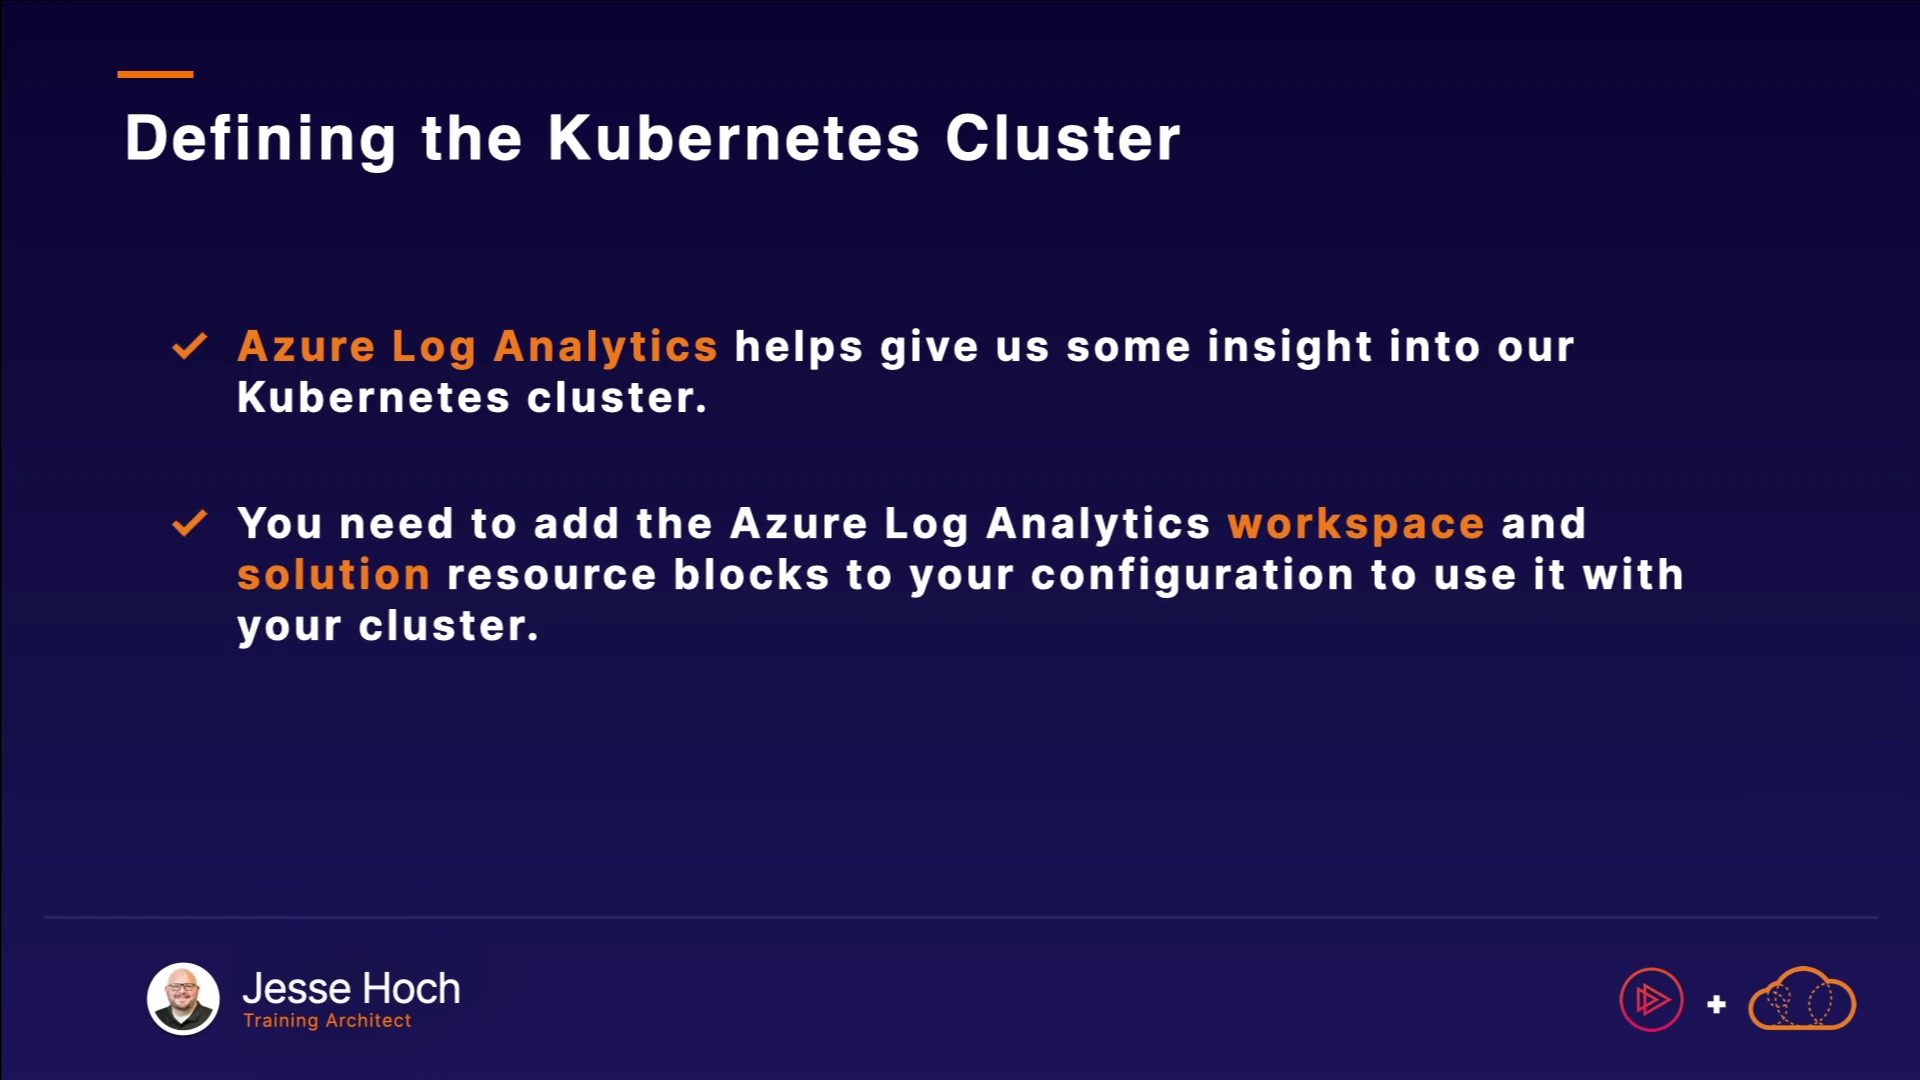 Defining the Kubernetes Cluster
Azure Log Analytics helps give us some insight into our
Kubernetes cluster.
You need to add the Azure Log Analytics workspace and
solution resource blocks to your configuration to use it with
your cluster.
Jesse Hoch
Training Architect
+